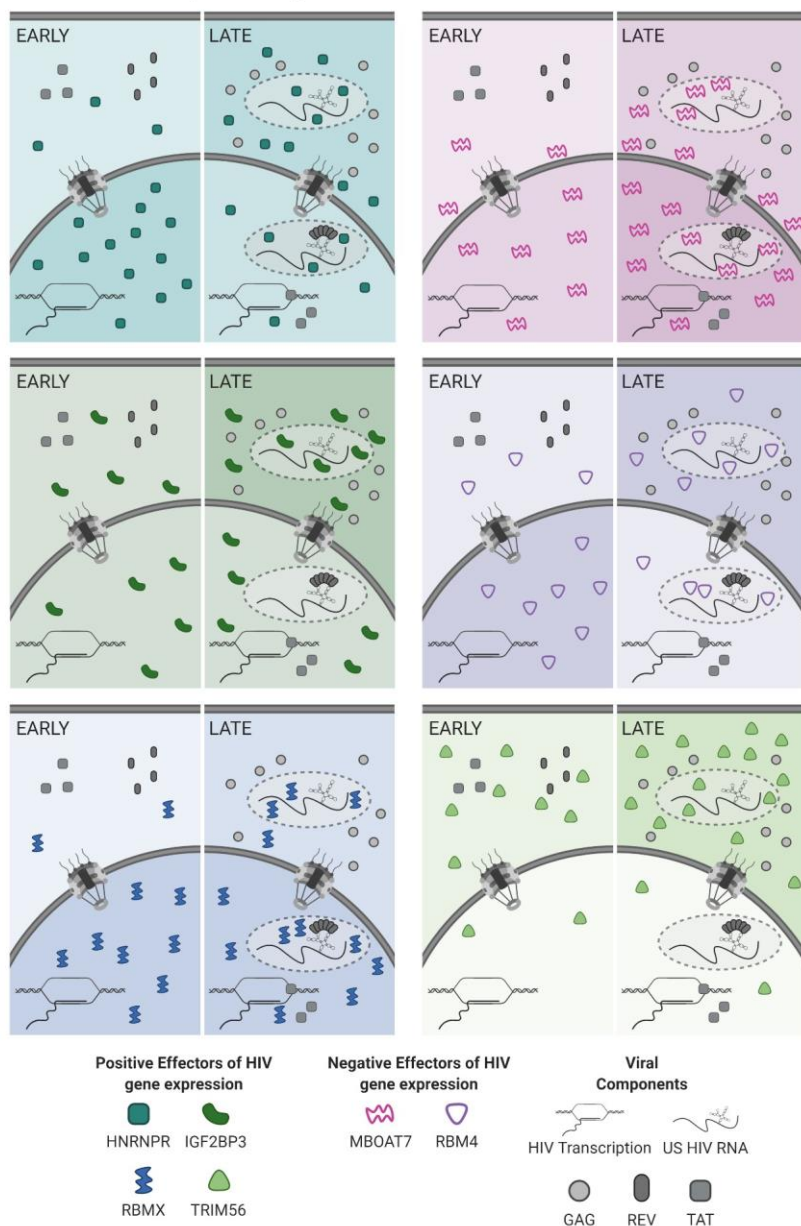 EARLY
LATE
EARLY
LATE
EARLY
LATE
EARLY
LATE
EARLY
LATE
EARLY
LATE
Positive Effectors of HIV
gene expression
HNRNPR
IGF2BP3
RBMX
TRIM56
Negative Effectors of HIV
gene expression
MBOAT7
RBM4
Viral
Components
HIV Transcription
US HIV RNA
GAG
REV
TAT